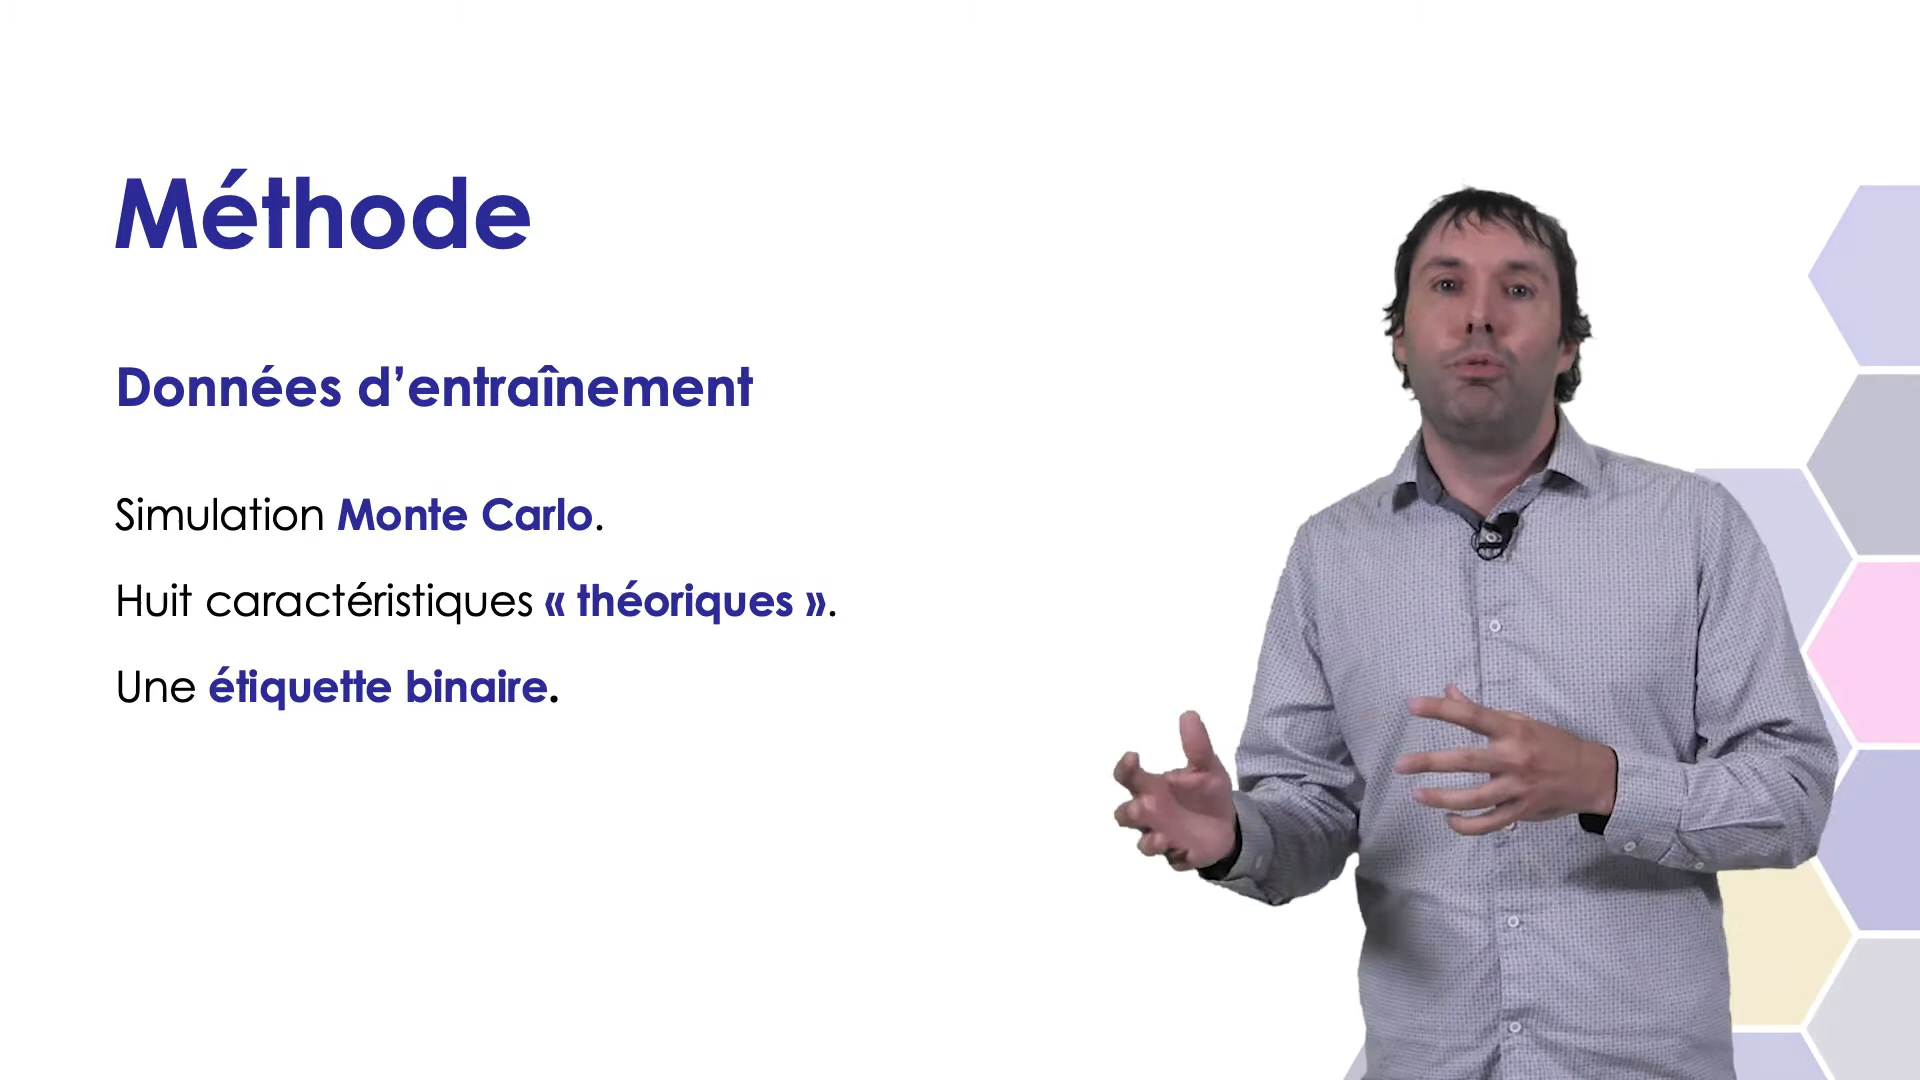 Méthode
Données d’entraînement
Simulation Monte Carlo.
Huit caractéristiques « théoriques ».
Une étiquette binaire.